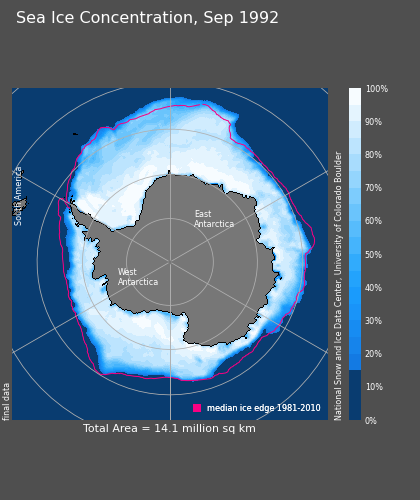 Sea Ice Concentration, Sep 1992
South America
East
Antarctica
West
Antarctica
median ice edge 1981-2010
final data
National Snow and Ice Data Center, University of Colorado Boulder
100%
90%
80%
70%
60%
50%
40%
30%
20%
10%
0%
Total Area = 14.1 million sq km